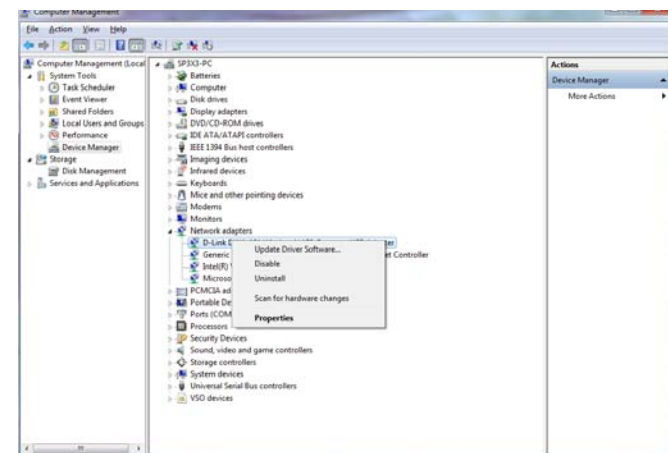 Computer Management
File Action View Help
Computer Management (Local
System Tools
Task Scheduler
Event Viewer
Shared Folders
Local Users and Groups
Performance
Device Manager
Storage
Disk Management
Services and Applications
SP3X3-PC
Batteries
Computer
Disk drives
Display adapters
DVD/CD-ROM drives
IDE ATA/ATAPI controllers
IEEE 1394 Bus host controllers
Imaging devices
Infrared devices
Keyboards
Mice and other pointing devices
Modems
Monitors
Network adapters
D-Link
Generic et Controller
Intel(R)
Microso
PCMCIA ad
Portable De
Ports (COM
Processors
Security Devices
Sound, video and game controllers
Storage controllers
System devices
Universal Serial Bus controllers
VSO devices
Update Driver Software...
Disable
Uninstall
Scan for hardware changes
Properties
Actions
Device Manager
More Actions